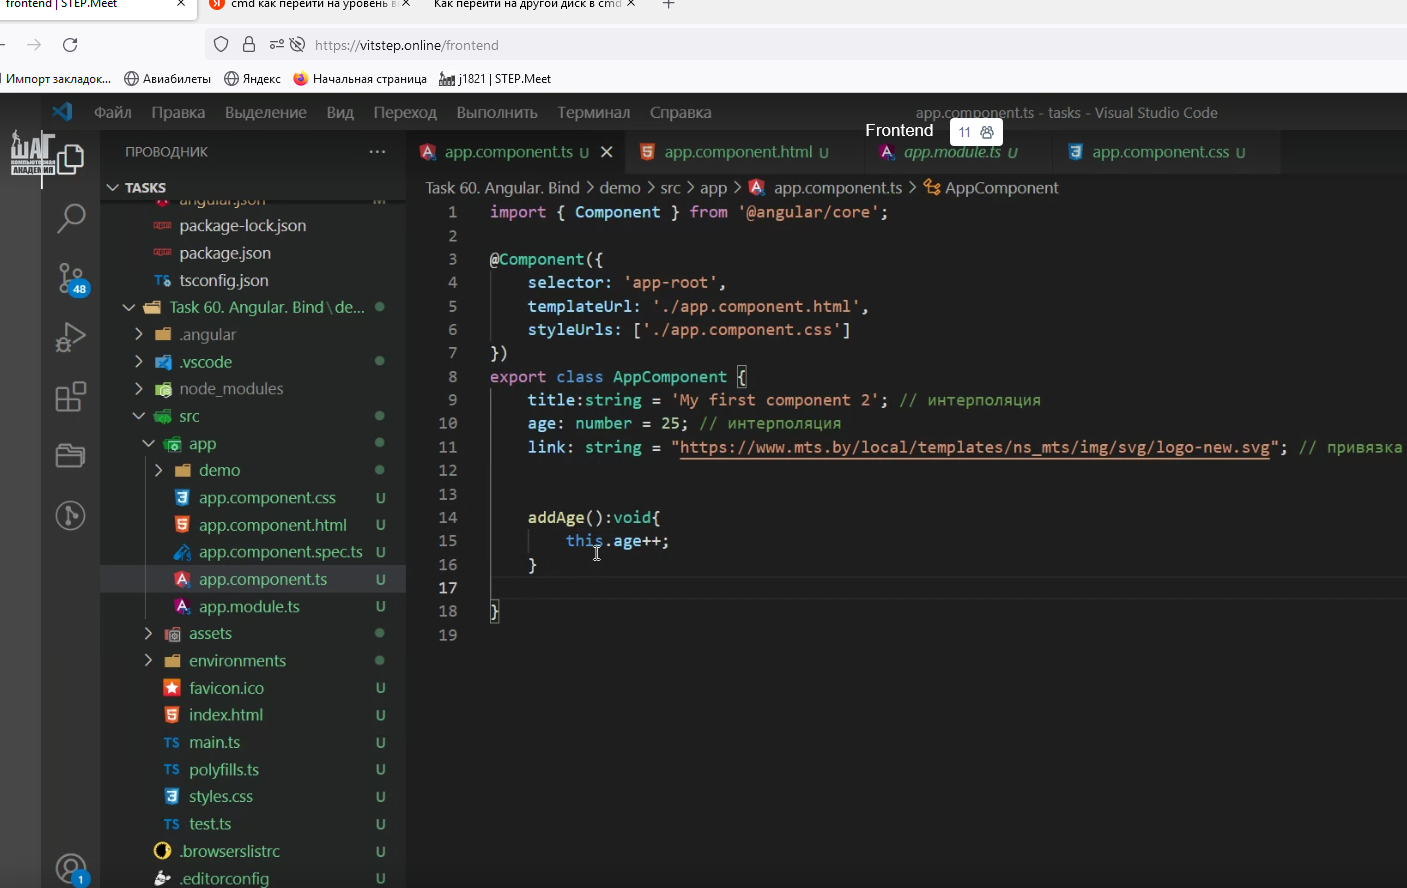 frontend | STEP.Meet
cmd как перейти на уровень в
Как перейти на другой диск в cmd
https://vitstep.online/frontend
Импорт закладок...
Авиабилеты
Яндекс
Начальная страница
j1821 | STEP.Meet
Файл Правка Выделение Вид Переход Выполнить Терминал Справка
app.component.ts - tasks - Visual Studio Code
Frontend 11
ШАГ
КОМПЬЮТЕРНАЯ
АКАДЕМИЯ
ПРОВОДНИК
TASKS
angular.json M
package-lock.json
package.json
TS tsconfig.json
Task 60. Angular. Bind \ de...
.angular
.vscode
node_modules
src
app
demo
app.component.css U
app.component.html U
app.component.spec.ts U
app.component.ts U
app.module.ts U
assets
environments
favicon.ico U
index.html U
TS main.ts U
TS polyfills.ts U
styles.css U
TS test.ts U
.browserslistrc U
.editorconfig U
48
1
app.component.ts U
app.component.html U
app.module.ts U
app.component.css U
Task 60. Angular. Bind > demo > src > app > app.component.ts > AppComponent
1 import { Component } from '@angular/core';
2
3 @Component({
4 selector: 'app-root',
5 templateUrl: './app.component.html',
6 styleUrls: ['./app.component.css']
7 })
8 export class AppComponent {
9 title:string = 'My first component 2'; // интерполяция
10 age: number = 25; // интерполяция
11 link: string = "https://www.mts.by/local/templates/ns_mts/img/svg/logo-new.svg"; // привязка
12
13
14 addAge():void{
15 this.age++;
16 }
17
18 }
19